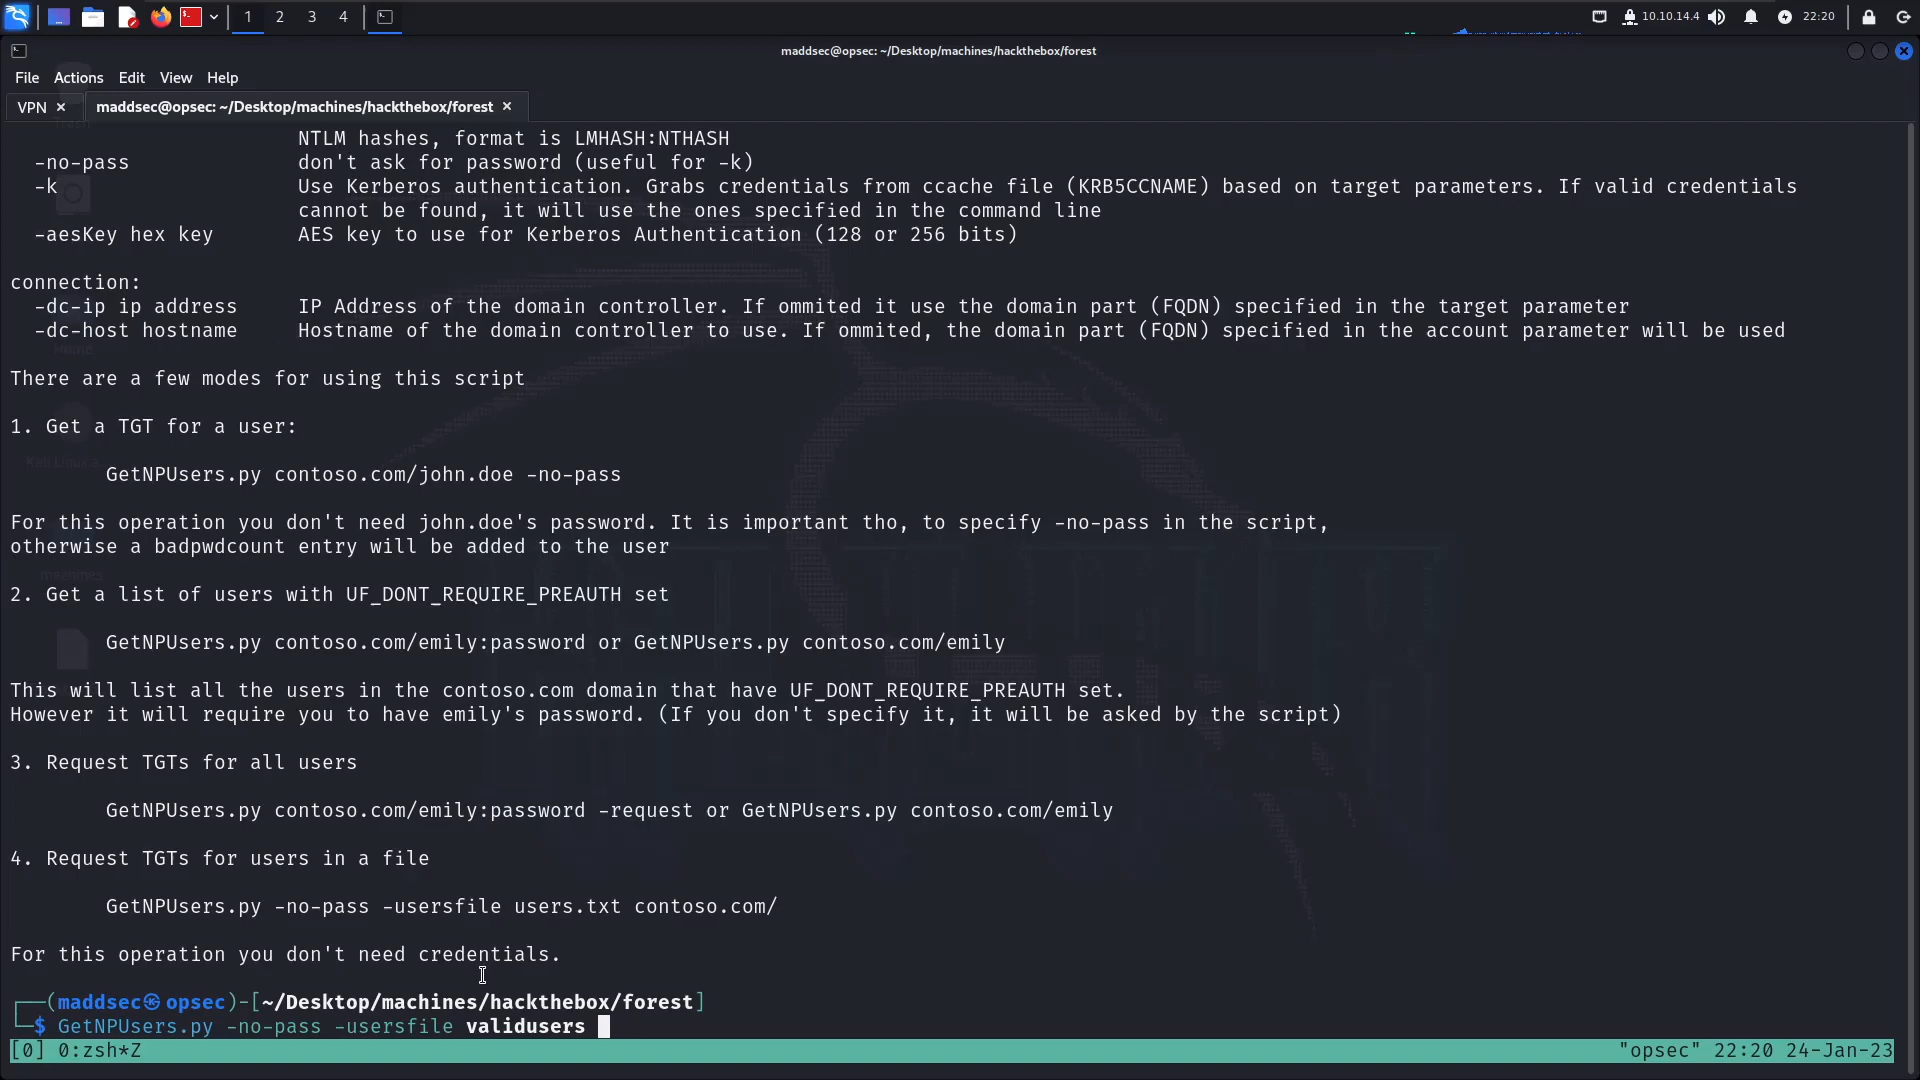 1 2 3 4 10.10.14.4 22:20
maddsec@opsec: ~/Desktop/machines/hackthebox/forest
File Actions Edit View Help
VPN × maddsec@opsec: ~/Desktop/machines/hackthebox/forest ×
NTLM hashes, format is LMHASH:NTHASH
-no-pass don't ask for password (useful for -k)
-k Use Kerberos authentication. Grabs credentials from ccache file (KRB5CCNAME) based on target parameters. If valid credentials
cannot be found, it will use the ones specified in the command line
-aesKey hex key AES key to use for Kerberos Authentication (128 or 256 bits)
connection:
-dc-ip ip address IP Address of the domain controller. If ommited it use the domain part (FQDN) specified in the target parameter
-dc-host hostname Hostname of the domain controller to use. If ommited, the domain part (FQDN) specified in the account parameter will be used
There are a few modes for using this script
1. Get a TGT for a user:
GetNPUsers.py contoso.com/john.doe -no-pass
For this operation you don't need john.doe's password. It is important tho, to specify -no-pass in the script,
otherwise a badpwdcount entry will be added to the user
2. Get a list of users with UF_DONT_REQUIRE_PREAUTH set
GetNPUsers.py contoso.com/emily:password or GetNPUsers.py contoso.com/emily
This will list all the users in the contoso.com domain that have UF_DONT_REQUIRE_PREAUTH set.
However it will require you to have emily's password. (If you don't specify it, it will be asked by the script)
3. Request TGTs for all users
GetNPUsers.py contoso.com/emily:password -request or GetNPUsers.py contoso.com/emily
4. Request TGTs for users in a file
GetNPUsers.py -no-pass -usersfile users.txt contoso.com/
For this operation you don't need credentials.
┌──(maddsec㉿opsec)-[~/Desktop/machines/hackthebox/forest]
└─$ GetNPUsers.py -no-pass -usersfile validusers
[0] 0:zsh*Z "opsec" 22:20 24-Jan-23